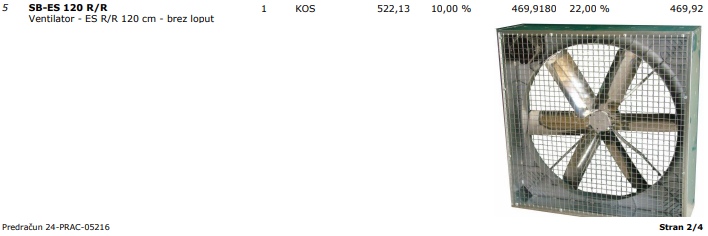 5 SB-ES 120 R/R 1 KOS 522,13 10,00 % 469,9180 22,00 % 469,92
Ventilator - ES R/R 120 cm - brez loput
Predračun 24-PRAC-05216 Stran 2/4